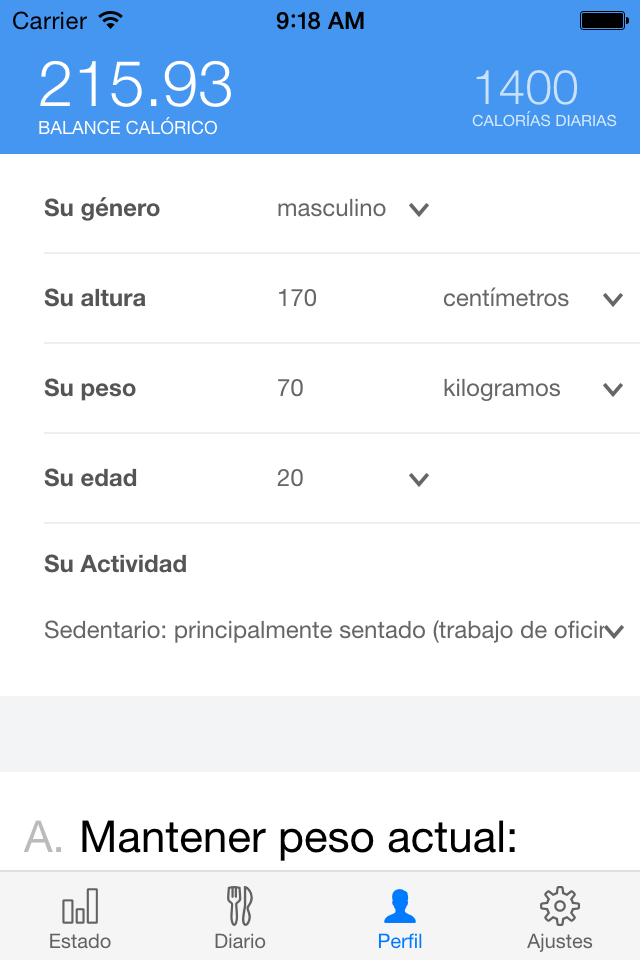 Carrier 9:18 AM
215.93 1400
BALANCE CALÓRICO CALORÍAS DIARIAS
Su género masculino
Su altura 170 centímetros
Su peso 70 kilogramos
Su edad 20
Su Actividad
Sedentario: principalmente sentado (trabajo de oficin
A. Mantener peso actual:
Estado Diario Perfil Ajustes